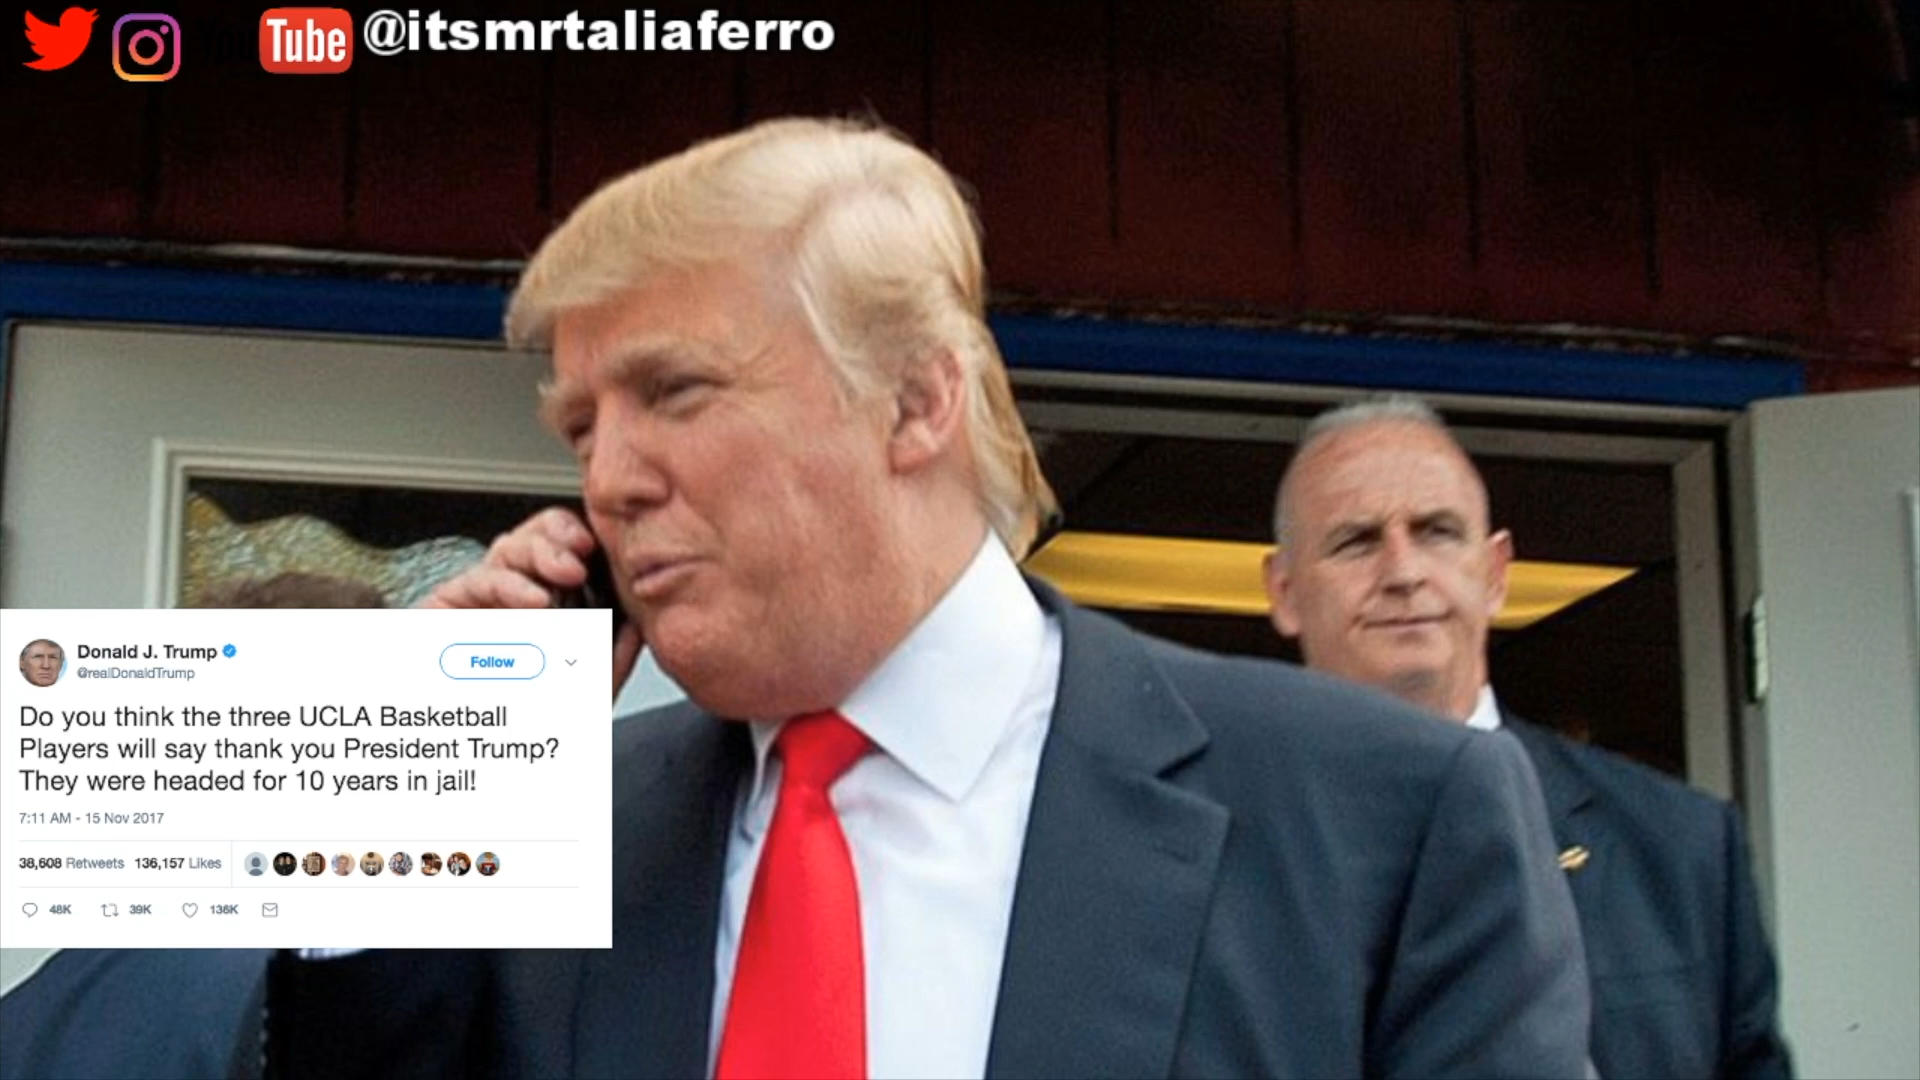 You Tube @itsmrtaliaferro
Donald J. Trump
@realDonaldTrump
Follow
Do you think the three UCLA Basketball
Players will say thank you President Trump?
They were headed for 10 years in jail!
7:11 AM - 15 Nov 2017
38,608 Retweets 136,157 Likes
48K 39K 136K